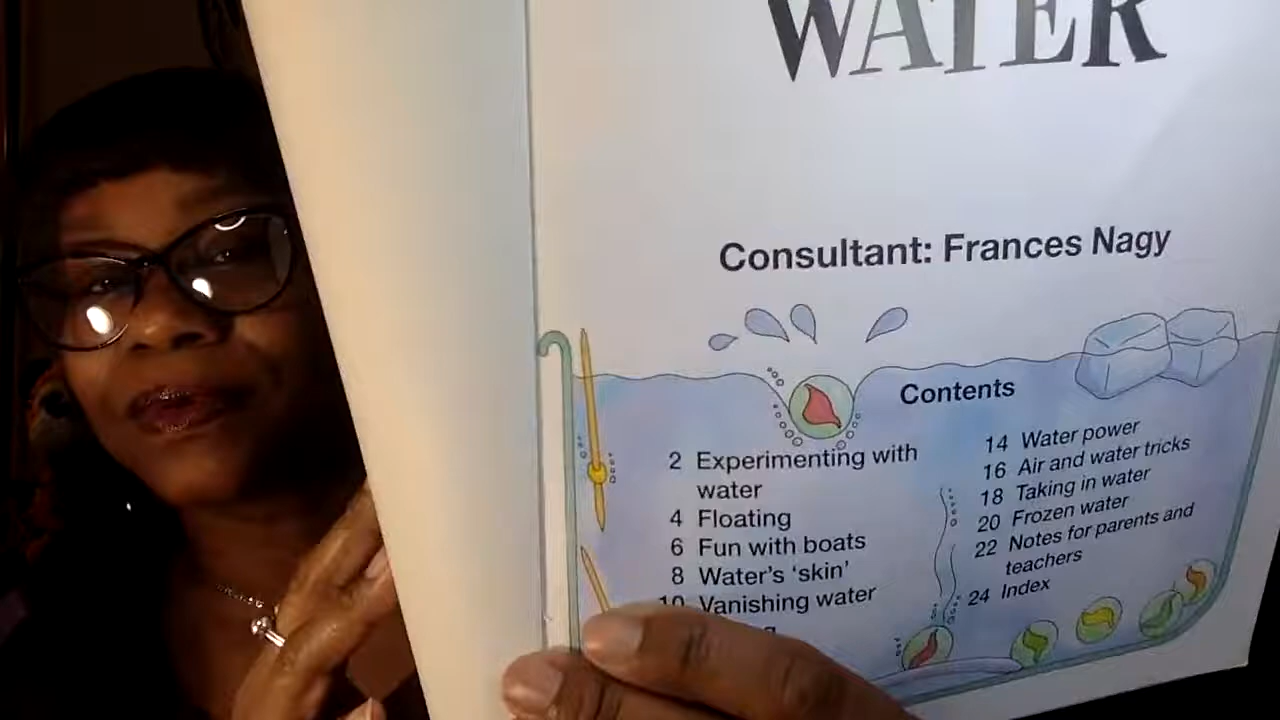 WATER
Consultant: Frances Nagy
Contents
2 Experimenting with
water
4 Floating
6 Fun with boats
8 Water's 'skin'
10 Vanishing water
14 Water power
16 Air and water tricks
18 Taking in water
20 Frozen water
22 Notes for parents and
teachers
24 Index